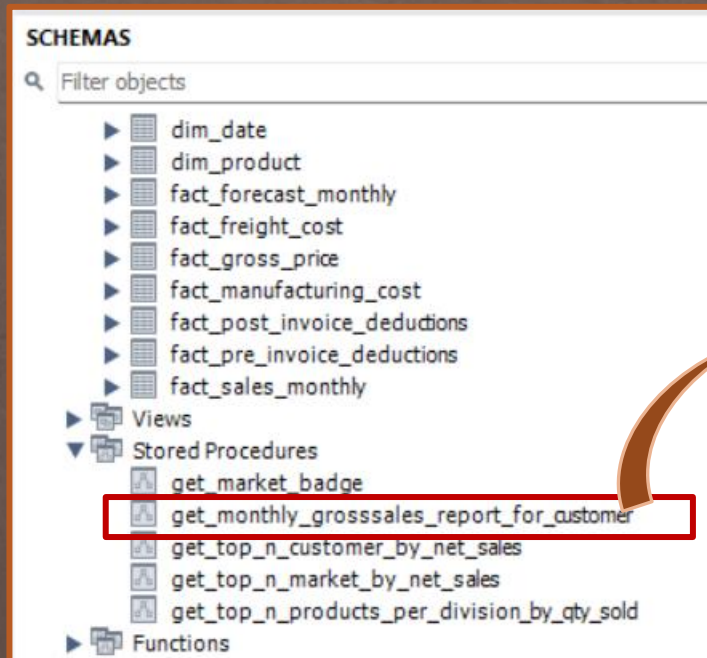 SCHEMAS
Filter objects
dim_date
dim_product
fact_forecast_monthly
fact_freight_cost
fact_gross_price
fact_manufacturing_cost
fact_post_invoice_deductions
fact_pre_invoice_deductions
fact_sales_monthly
Views
Stored Procedures
get_market_badge
get_monthly_grosssales_report_for_customer
get_top_n_customer_by_net_sales
get_top_n_market_by_net_sales
get_top_n_products_per_division_by_qty_sold
Functions